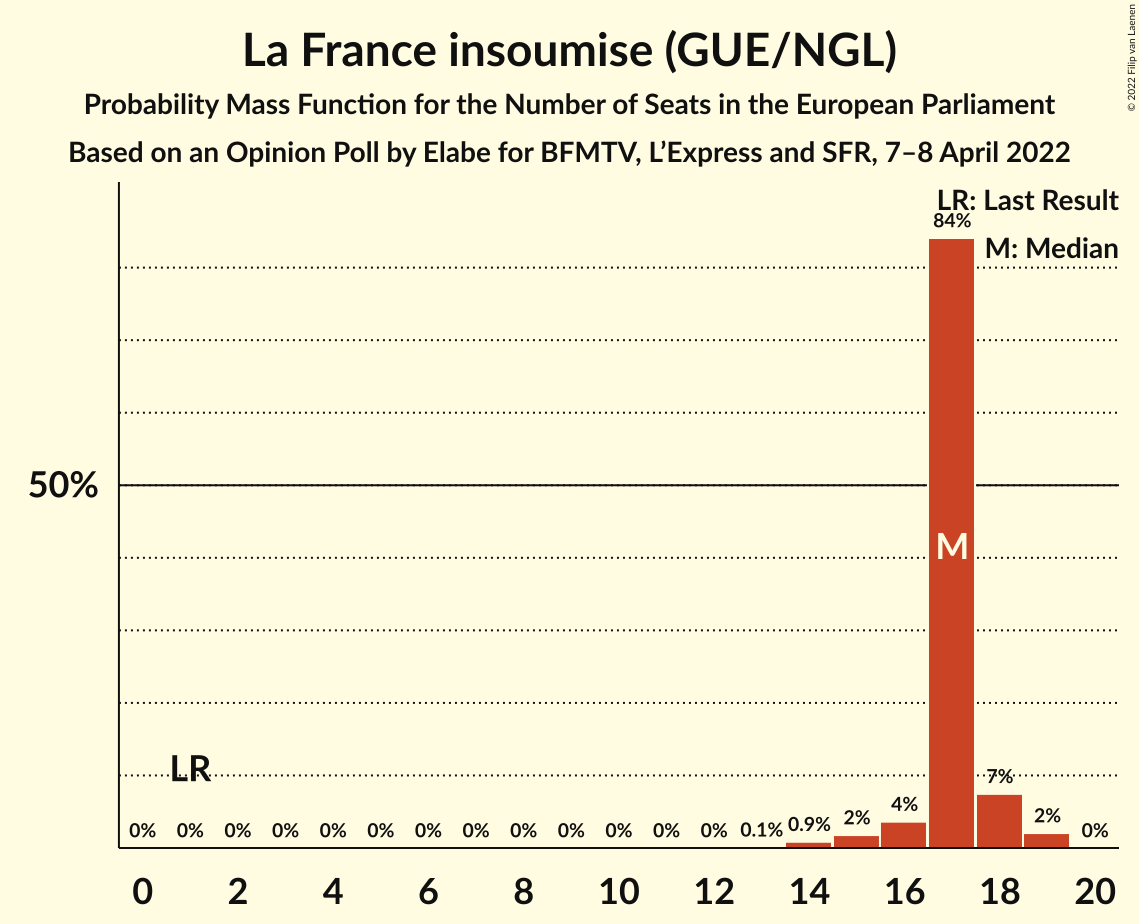 La France insoumise (GUE/NGL)
Probability Mass Function for the Number of Seats in the European Parliament
Based on an Opinion Poll by Elabe for BFMTV, L’Express and SFR, 7–8 April 2022
© 2022 Filip van Laenen
LR: Last Result
M: Median
84%
50%
M
LR
0% 0% 0% 0% 0% 0% 0% 0% 0% 0% 0% 0% 0% 0.1% 0.9% 2% 4% 7% 2% 0%
0 2 4 6 8 10 12 14 16 18 20